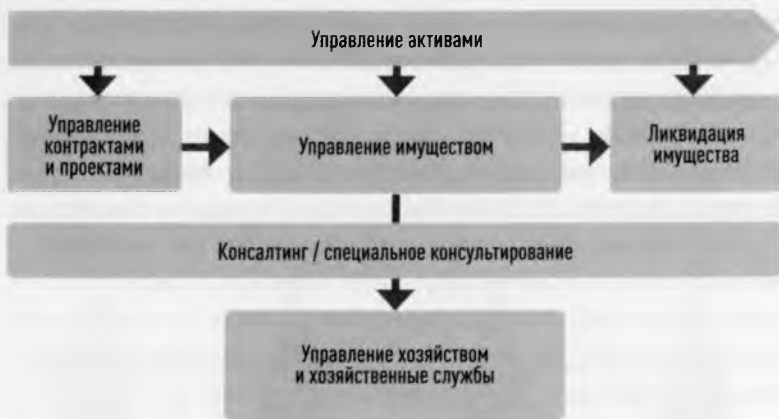 Управление активами
Управление
контрактами
и проектами
Управление имуществом
Ликвидация
имущества
Консалтинг / специальное консультирование
Управление хозяйством
и хозяйственные службы